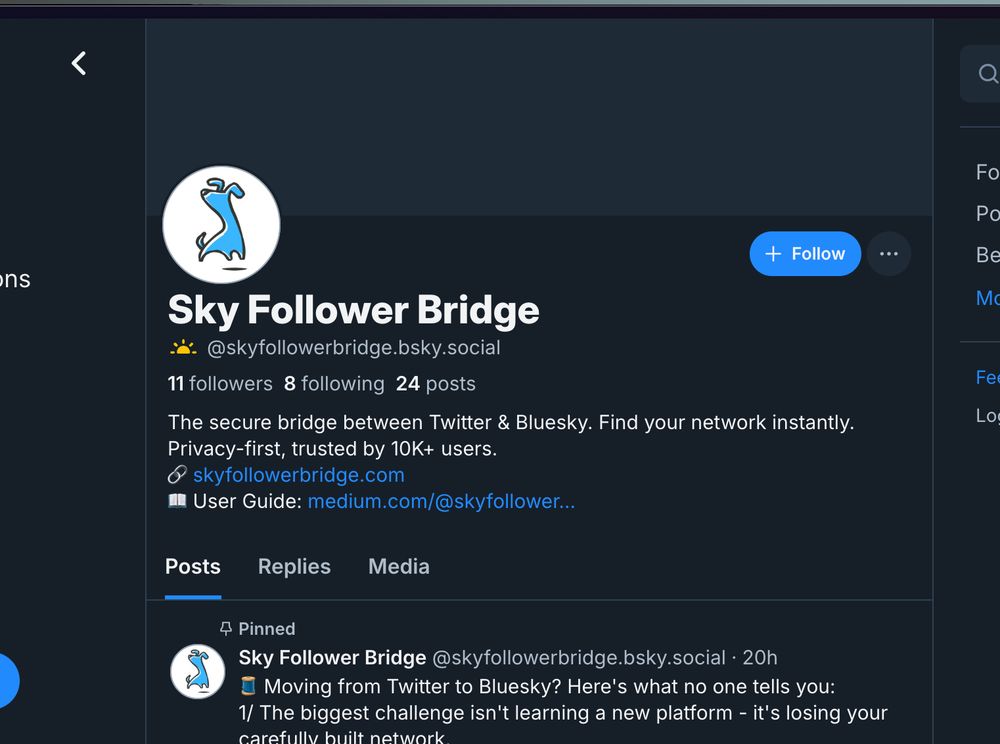 ons
Follow
Sky Follower Bridge
@skyfollowerbridge.bsky.social
11 followers 8 following 24 posts
The secure bridge between Twitter & Bluesky. Find your network instantly.
Privacy-first, trusted by 10K+ users.
🔗 skyfollowerbridge.com
📖 User Guide: medium.com/@skyfollower...
Posts Replies Media
Pinned
Sky Follower Bridge @skyfollowerbridge.bsky.social · 20h
🧵 Moving from Twitter to Bluesky? Here's what no one tells you:
1/ The biggest challenge isn't learning a new platform - it's losing your
carefully built network.
Fo
Po
Be
Mo
Fee
Log